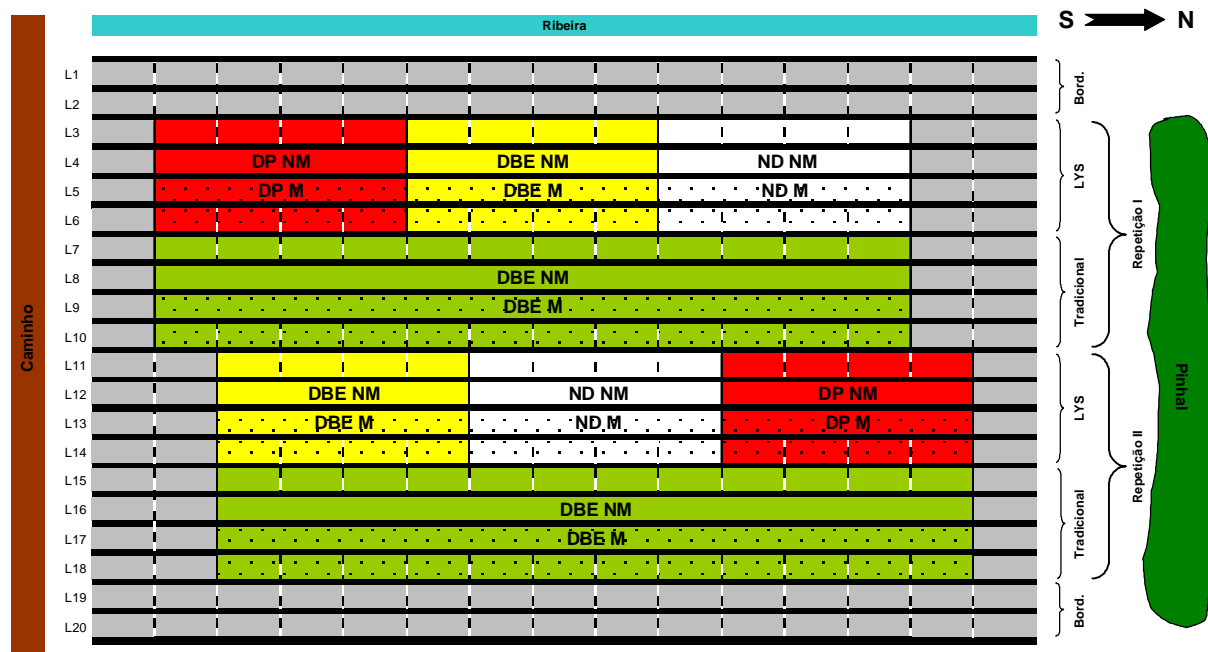 Ribeira
S N
L1
Bord.
L2
L3
L4 DP NM DBE NM ND NM
LYS
L5 DP M DBE M ND M
L6
Repetição I
L7
L8 DBE NM
Tradicional
L9 DBE M
L10
Caminho
L11
L12 DBE NM ND NM DP NM
LYS
Pinhal
L13 DBE M ND M DP M
L14
Repetição II
L15
L16 DBE NM
Tradicional
L17 DBE M
L18
L19
Bord.
L20